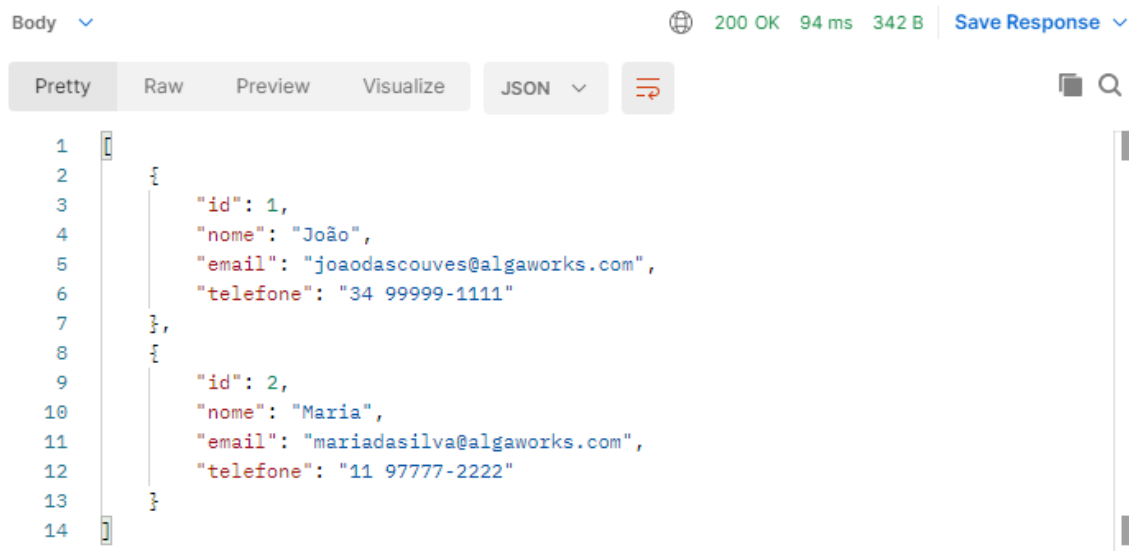 Body 200 OK 94 ms 342 B Save Response
Pretty Raw Preview Visualize JSON
1 [
2 {
3 "id": 1,
4 "nome": "João",
5 "email": "joaodascouves@algaworks.com",
6 "telefone": "34 99999-1111"
7 },
8 {
9 "id": 2,
10 "nome": "Maria",
11 "email": "mariadasilva@algaworks.com",
12 "telefone": "11 97777-2222"
13 }
14 ]